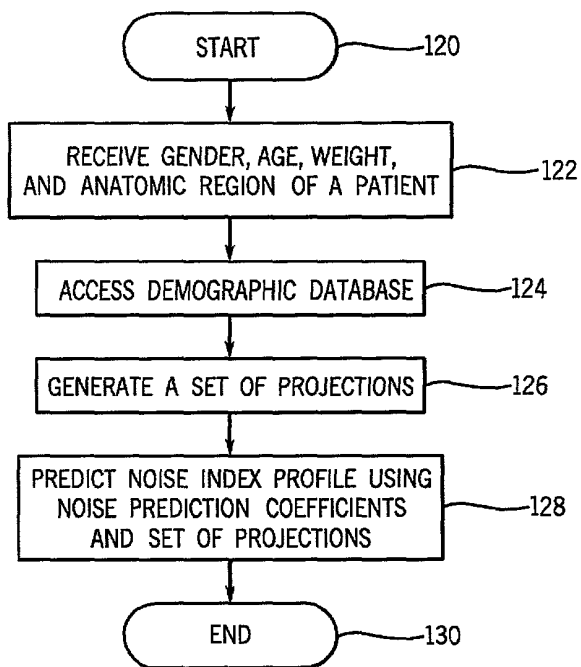 START
120
RECEIVE GENDER, AGE, WEIGHT,
AND ANATOMIC REGION OF A PATIENT
122
ACCESS DEMOGRAPHIC DATABASE
124
GENERATE A SET OF PROJECTIONS
126
PREDICT NOISE INDEX PROFILE USING
NOISE PREDICTION COEFFICIENTS
AND SET OF PROJECTIONS
128
END
130